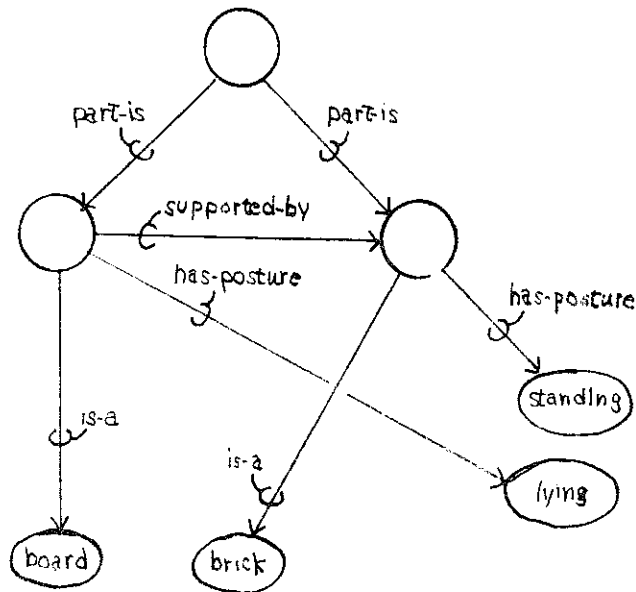 part-is
part-is
supported-by
has-posture
has-posture
standing
is-a
is-a
lying
board
brick